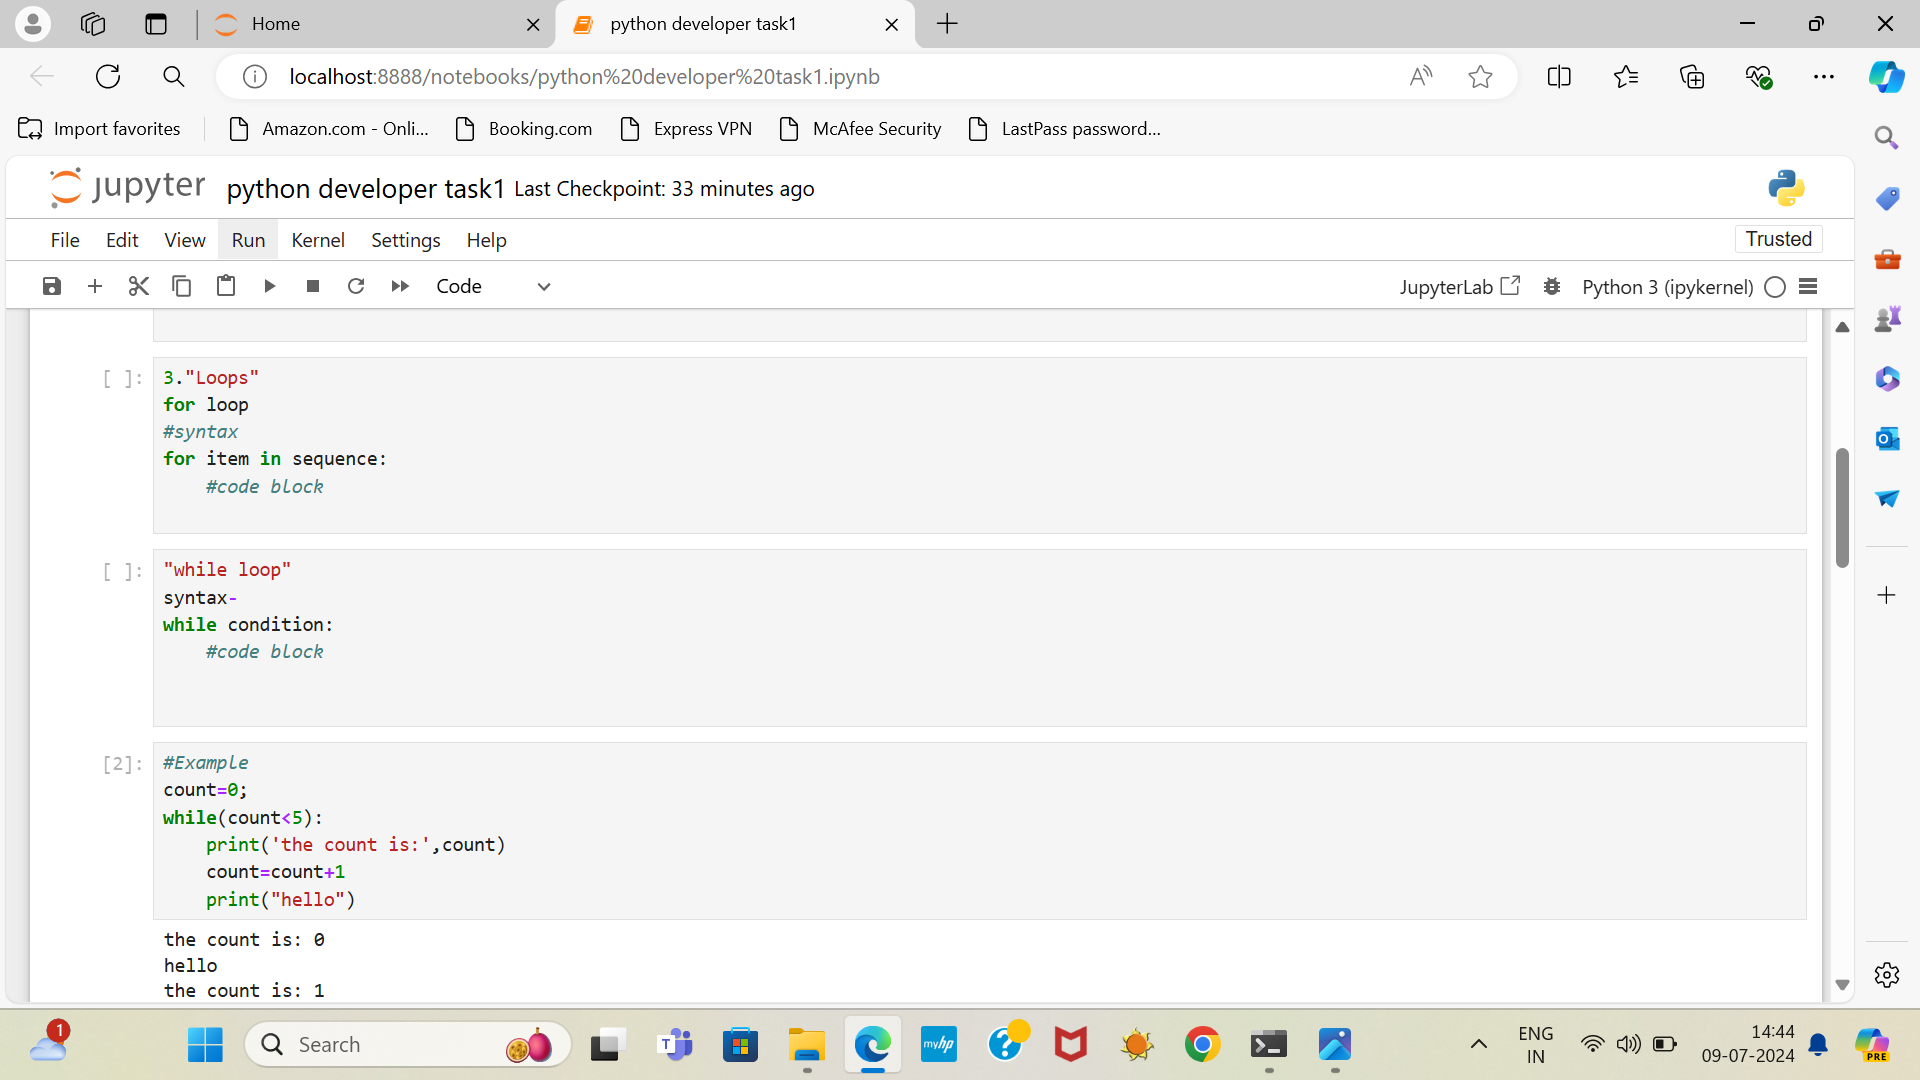 Home
python developer task1
localhost:8888/notebooks/python%20developer%20task1.ipynb
Import favorites
Amazon.com - Onli...
Booking.com
Express VPN
McAfee Security
LastPass password...
jupyter python developer task1 Last Checkpoint: 33 minutes ago
File Edit View Run Kernel Settings Help
Trusted
Code
JupyterLab
Python 3 (ipykernel)
[ ]:
3."Loops"
for loop
#syntax
for item in sequence:
    #code block
[ ]:
"while loop"
syntax-
while condition:
    #code block
[2]:
#Example
count=0;
while(count<5):
    print('the count is:',count)
    count=count+1
    print("hello")
the count is: 0
hello
the count is: 1
1
Search
T
myhp
?
ENG
IN
14:44
09-07-2024
PRE